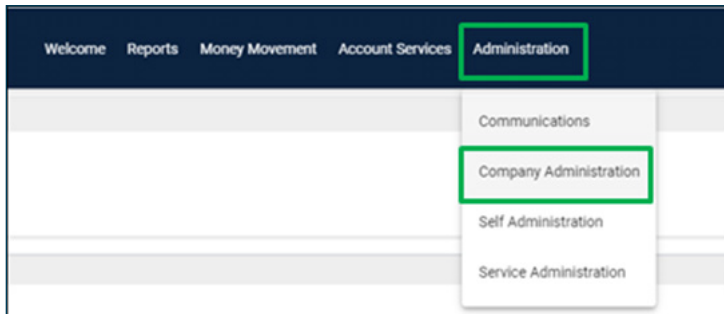 Welcome Reports Money Movement Account Services Administration
Communications
Company Administration
Self Administration
Service Administration